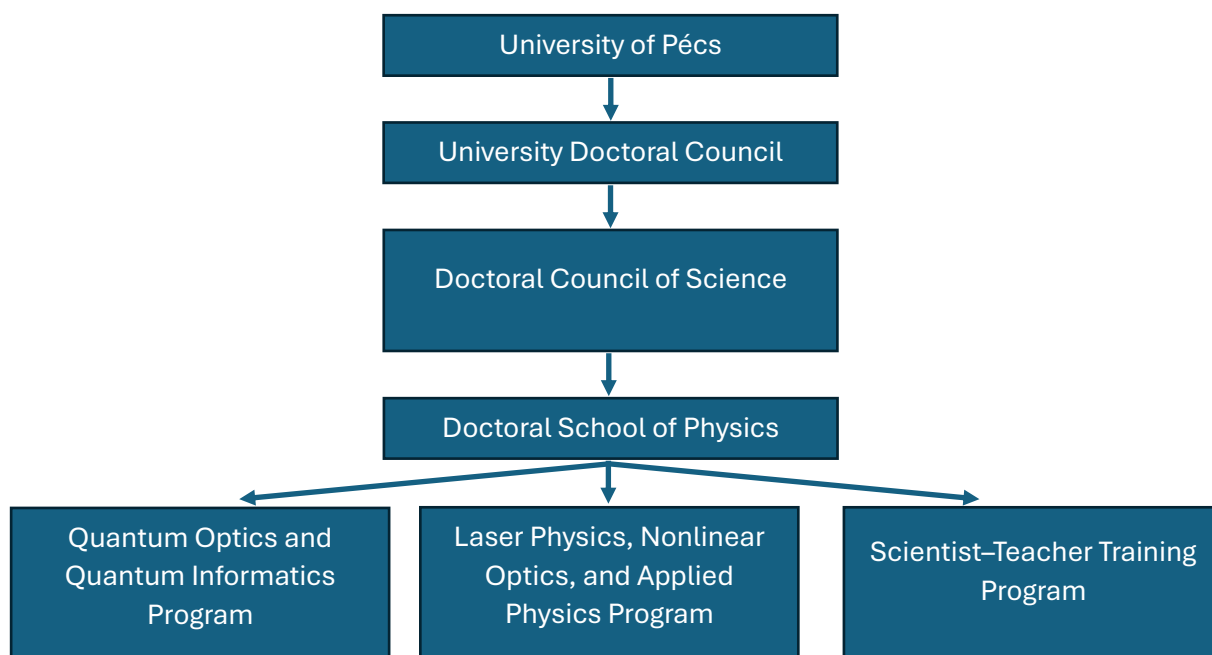 University of Pécs
University Doctoral Council
Doctoral Council of Science
Doctoral School of Physics
Quantum Optics and
Quantum Informatics
Program
Laser Physics, Nonlinear
Optics, and Applied
Physics Program
Scientist–Teacher Training
Program